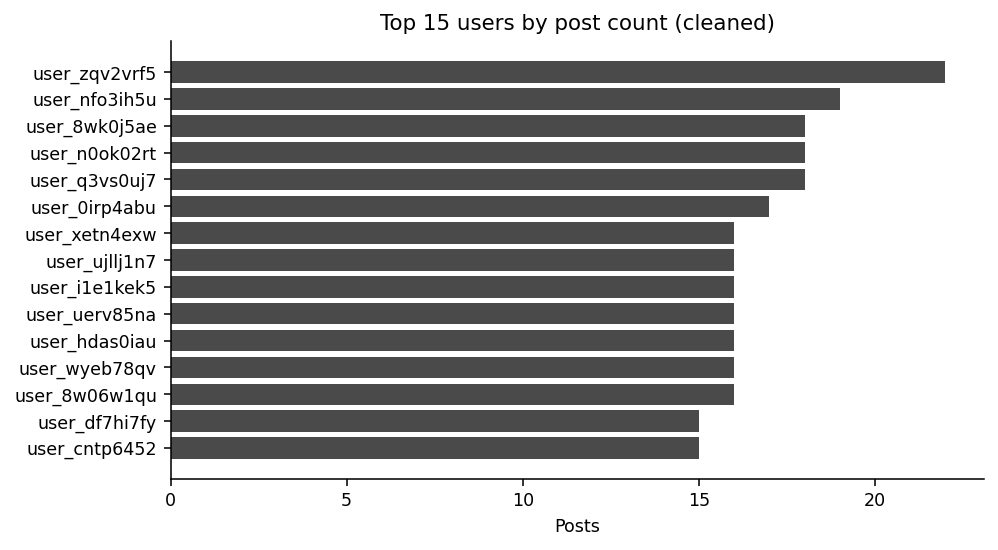 Top 15 users by post count (cleaned)
user_zqv2vrf5
user_nfo3ih5u
user_8wk0j5ae
user_n0ok02rt
user_q3vs0uj7
user_0irp4abu
user_xetn4exw
user_ujllj1n7
user_i1e1kek5
user_uerv85na
user_hdas0iau
user_wyeb78qv
user_8w06w1qu
user_df7hi7fy
user_cntp6452
0 5 10 15 20
Posts